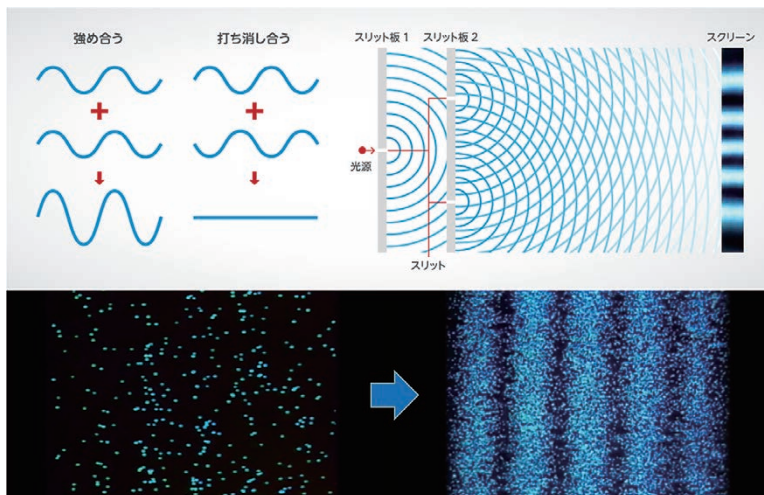 強め合う
打ち消し合う
スリット板 1
スリット板 2
スクリーン
光源
スリット